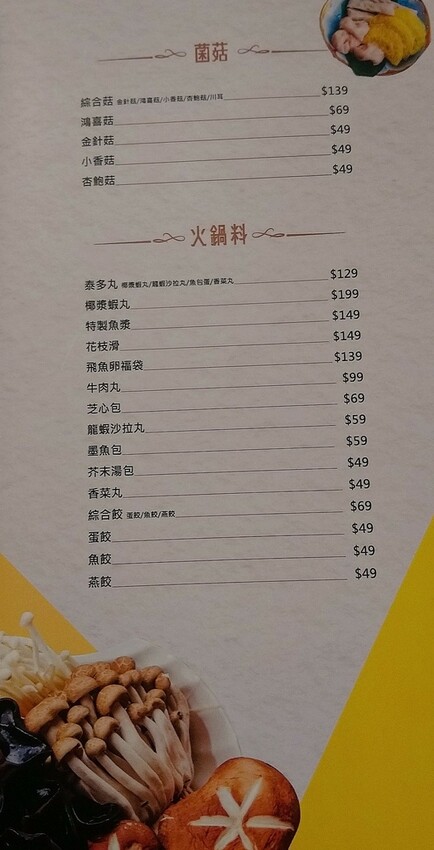 菌菇
綜合菇 金針菇/鴻喜菇/小香菇/杏鮑菇/川耳 $139
鴻喜菇 $69
金針菇 $49
小香菇 $49
杏鮑菇 $49
火鍋料
泰多丸 椰漿蝦丸/龍蝦沙拉丸/魚包蛋/香菜丸 $129
椰漿蝦丸 $199
特製魚漿 $149
花枝滑 $149
飛魚卵福袋 $139
牛肉丸 $99
芝心包 $69
龍蝦沙拉丸 $59
墨魚包 $59
芥末湯包 $49
香菜丸 $49
綜合餃 蛋餃/魚餃/燕餃 $69
蛋餃 $49
魚餃 $49
燕餃 $49